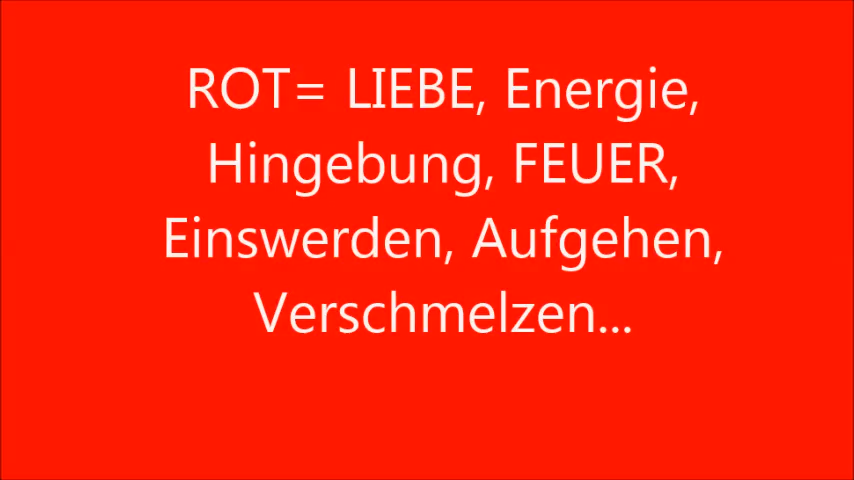 ROT= LIEBE, Energie,
Hingebung, FEUER,
Einswerden, Aufgehen,
Verschmelzen...